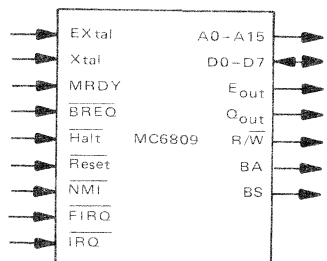 EXtal
Xtal
MRDY
BREQ
Halt
Reset
NMI
FIRQ
IRQ
MC6809
A0-A15
D0-D7
Eout
Qout
R/W
BA
BS